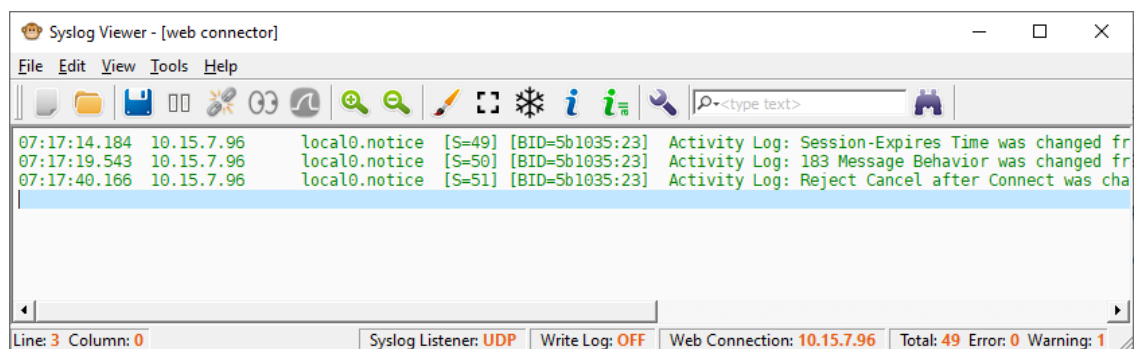 Syslog Viewer - [web connector]
File Edit View Tools Help
<type text>
07:17:14.184 10.15.7.96 local0.notice [S=49] [BID=5b1035:23] Activity Log: Session-Expires Time was changed fr
07:17:19.543 10.15.7.96 local0.notice [S=50] [BID=5b1035:23] Activity Log: 183 Message Behavior was changed fr
07:17:40.166 10.15.7.96 local0.notice [S=51] [BID=5b1035:23] Activity Log: Reject Cancel after Connect was cha
Line: 3 Column: 0 Syslog Listener: UDP Write Log: OFF Web Connection: 10.15.7.96 Total: 49 Error: 0 Warning: 1